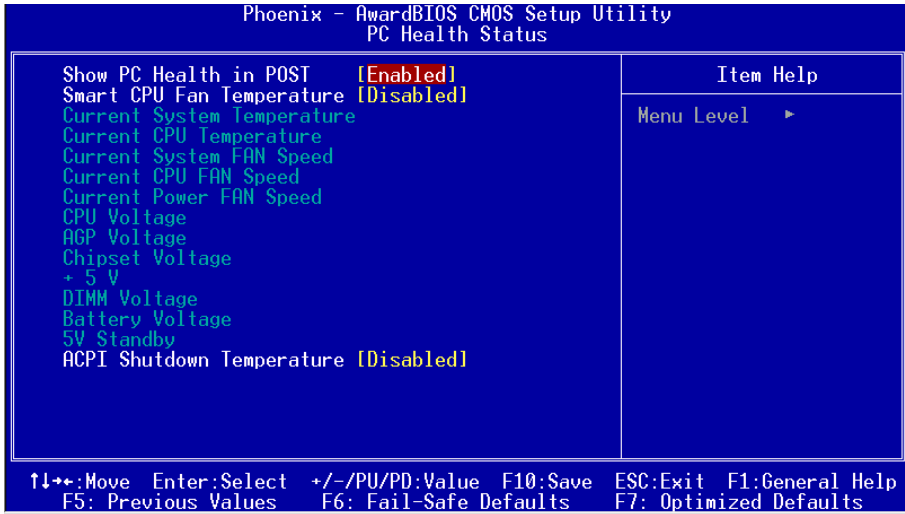 Phoenix - AwardBIOS CMOS Setup Utility
PC Health Status
Show PC Health in POST [Enabled]
Smart CPU Fan Temperature [Disabled]
Current System Temperature
Current CPU Temperature
Current System FAN Speed
Current CPU FAN Speed
Current Power FAN Speed
CPU Voltage
AGP Voltage
Chipset Voltage
+ 5 V
DIMM Voltage
Battery Voltage
5V Standby
ACPI Shutdown Temperature [Disabled]
Item Help
Menu Level ►
↑↓→←:Move Enter:Select +/-/PU/PD:Value F10:Save ESC:Exit F1:General Help
F5: Previous Values F6: Fail-Safe Defaults F7: Optimized Defaults